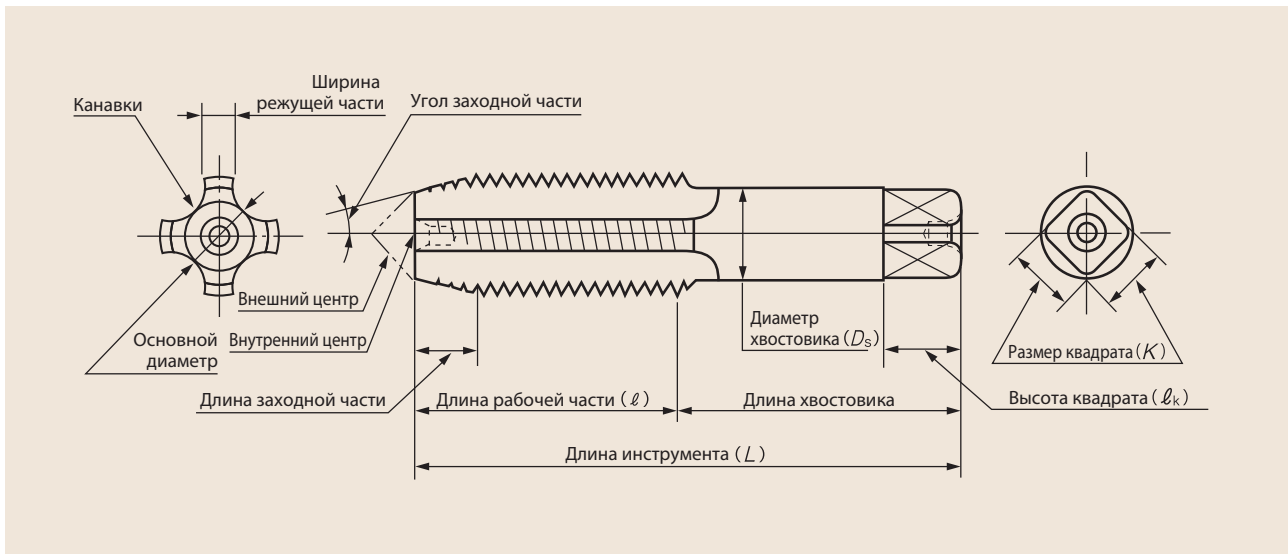 Ширина
режущей части
Канавки
Угол заходной части
Внешний центр
Внутренний центр
Основной
диаметр
Диаметр
хвостовика (Ds)
Размер квадрата (K)
Длина заходной части
Длина рабочей части (ℓ)
Длина хвостовика
Высота квадрата (ℓk)
Длина инструмента (L)